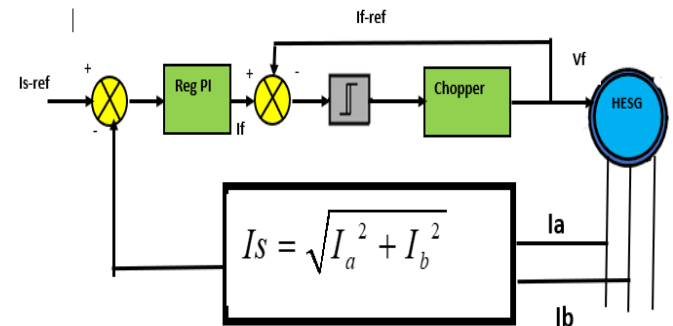 If-ref
Vf
Is-ref
+
-
Reg PI
If
+
-
Chopper
HESG
Is = √Ia² + Ib²
Ia
Ib